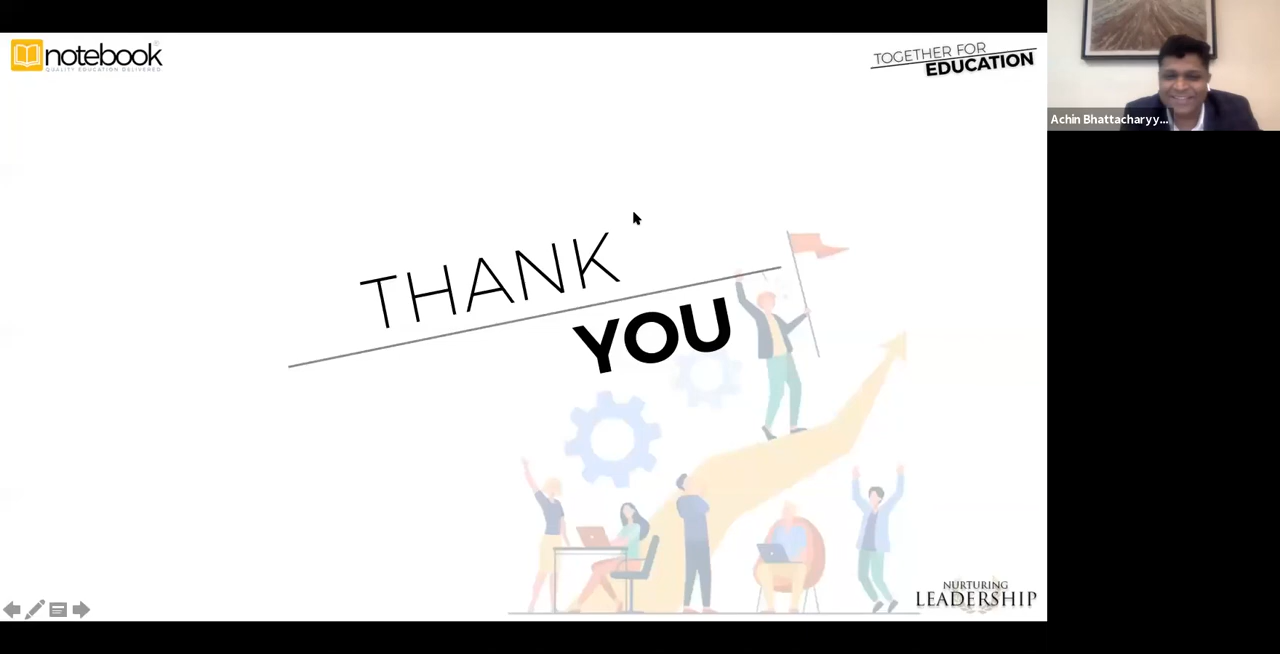 notebook
QUALITY EDUCATION DELIVERED
TOGETHER FOR
EDUCATION
Achin Bhattacharyy...
THANK
YOU
NURTURING
LEADERSHIP